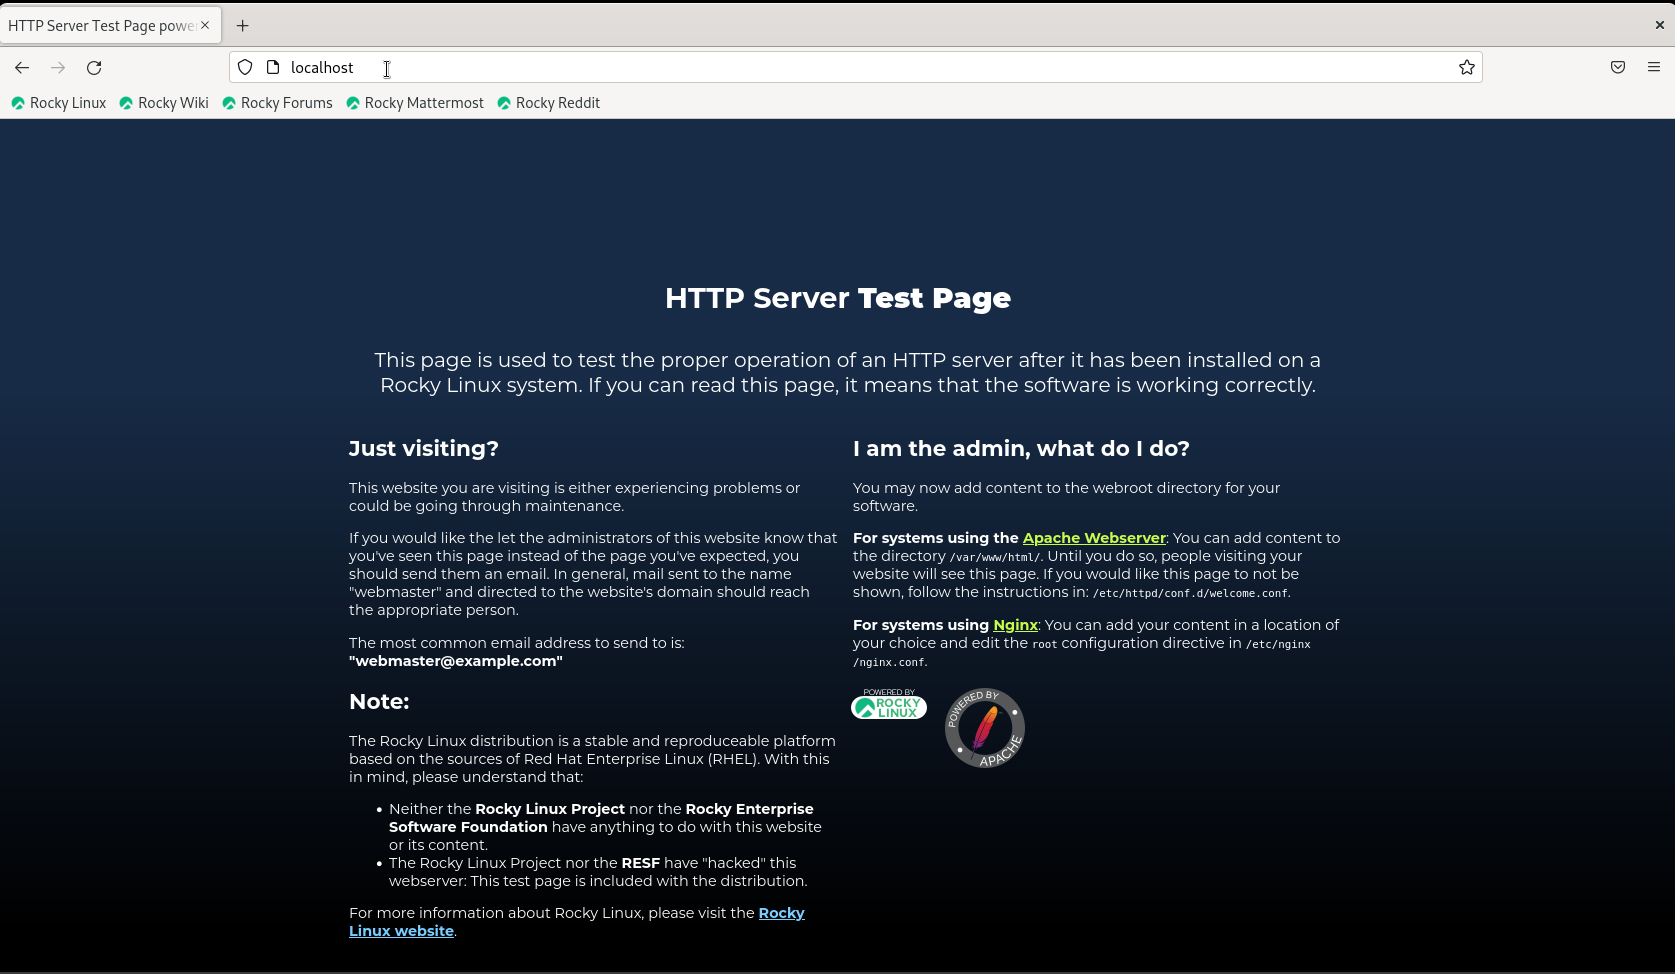 HTTP Server Test Page powe
localhost
Rocky Linux Rocky Wiki Rocky Forums Rocky Mattermost Rocky Reddit
HTTP Server Test Page
This page is used to test the proper operation of an HTTP server after it has been installed on a
Rocky Linux system. If you can read this page, it means that the software is working correctly.
Just visiting?
This website you are visiting is either experiencing problems or
could be going through maintenance.
If you would like the let the administrators of this website know that
you've seen this page instead of the page you've expected, you
should send them an email. In general, mail sent to the name
"webmaster" and directed to the website's domain should reach
the appropriate person.
The most common email address to send to is:
"webmaster@example.com"
Note:
The Rocky Linux distribution is a stable and reproduceable platform
based on the sources of Red Hat Enterprise Linux (RHEL). With this
in mind, please understand that:
• Neither the Rocky Linux Project nor the Rocky Enterprise
Software Foundation have anything to do with this website
or its content.
• The Rocky Linux Project nor the RESF have "hacked" this
webserver: This test page is included with the distribution.
For more information about Rocky Linux, please visit the Rocky
Linux website.
I am the admin, what do I do?
You may now add content to the webroot directory for your
software.
For systems using the Apache Webserver: You can add content to
the directory /var/www/html/. Until you do so, people visiting your
website will see this page. If you would like this page to not be
shown, follow the instructions in: /etc/httpd/conf.d/welcome.conf.
For systems using Nginx: You can add your content in a location of
your choice and edit the root configuration directive in /etc/nginx
/nginx.conf.
POWERED BY
ROCKY
LINUX
POWERED BY
APACHE